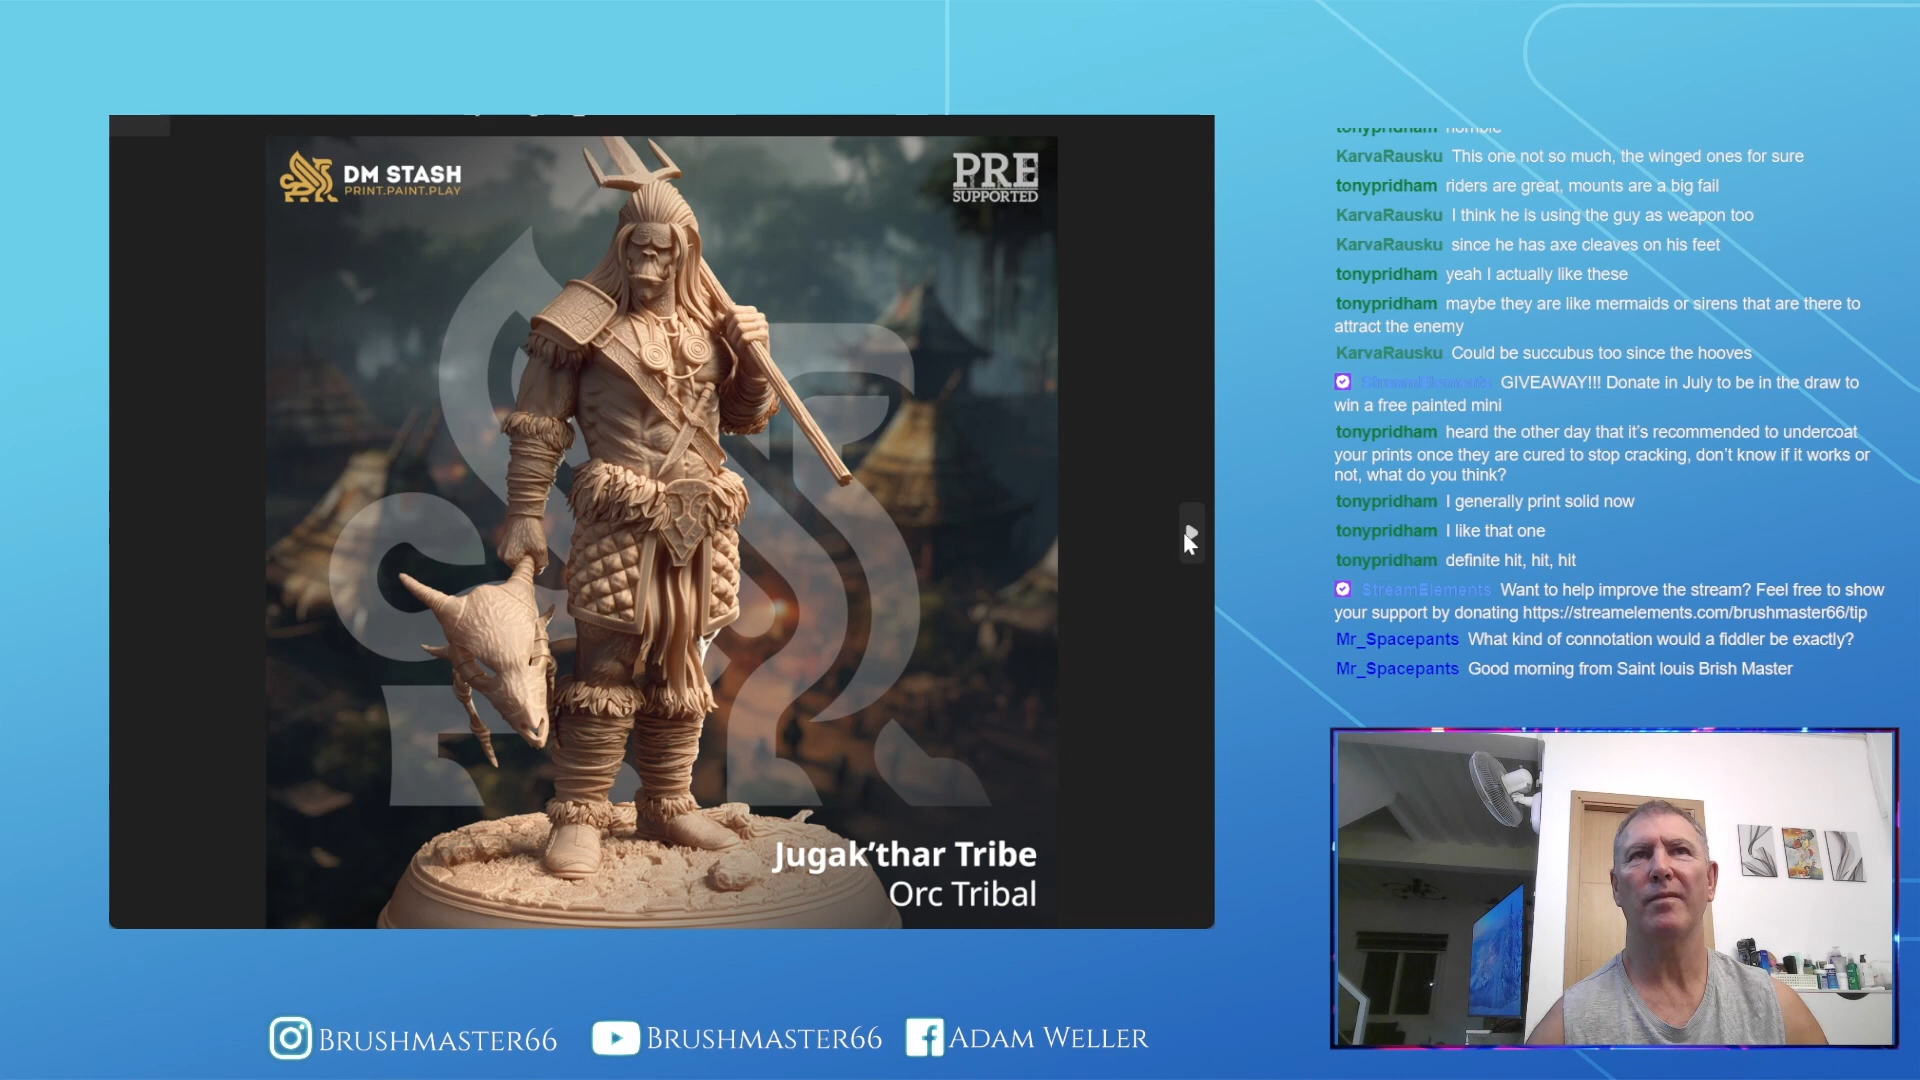 DM STASH
PRINT.PAINT.PLAY
PRE
SUPPORTED
Jugak'thar Tribe
Orc Tribal
tonypridham horrible
KarvaRausku This one not so much, the winged ones for sure
tonypridham riders are great, mounts are a big fail
KarvaRausku I think he is using the guy as weapon too
KarvaRausku since he has axe cleaves on his feet
tonypridham yeah I actually like these
tonypridham maybe they are like mermaids or sirens that are there to
attract the enemy
KarvaRausku Could be succubus too since the hooves
StreamElements GIVEAWAY!!! Donate in July to be in the draw to
win a free painted mini
tonypridham heard the other day that it's recommended to undercoat
your prints once they are cured to stop cracking, don't know if it works or
not, what do you think?
tonypridham I generally print solid now
tonypridham I like that one
tonypridham definite hit, hit, hit
StreamElements Want to help improve the stream? Feel free to show
your support by donating https://streamelements.com/brushmaster66/tip
Mr_Spacepants What kind of connotation would a fiddler be exactly?
Mr_Spacepants Good morning from Saint louis Brish Master
BRUSHMASTER66
BRUSHMASTER66
ADAM WELLER